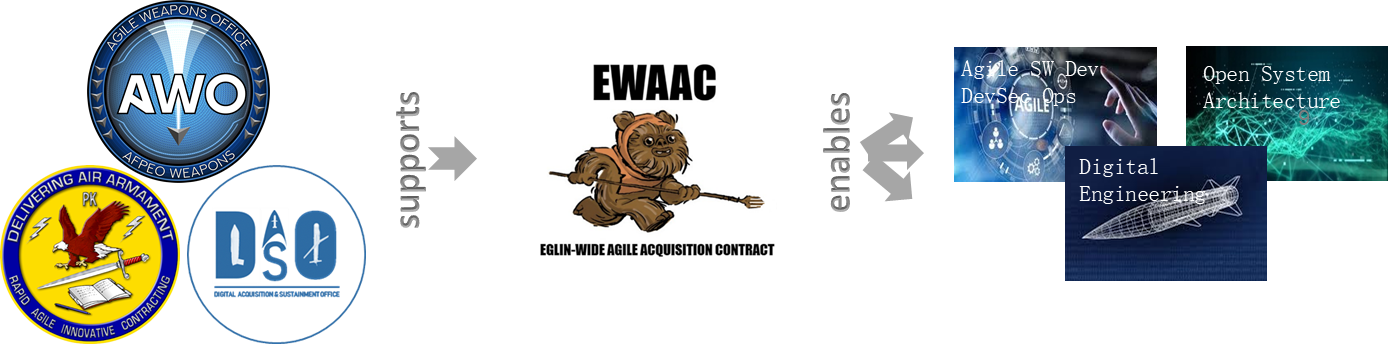 AGILE WEAPONS OFFICE
AWO
AFPEO WEAPONS
DELIVERING AIR ARMAMENT
PK
RAPID AGILE INNOVATIVE CONTRACTING
DASO
DIGITAL ACQUISITION & SUSTAINMENT OFFICE
supports
EWAAC
EGLIN-WIDE AGILE ACQUISITION CONTRACT
enables
Agile SW Dev
DevSec Ops
AGILE
Open System
Architecture
Digital
Engineering